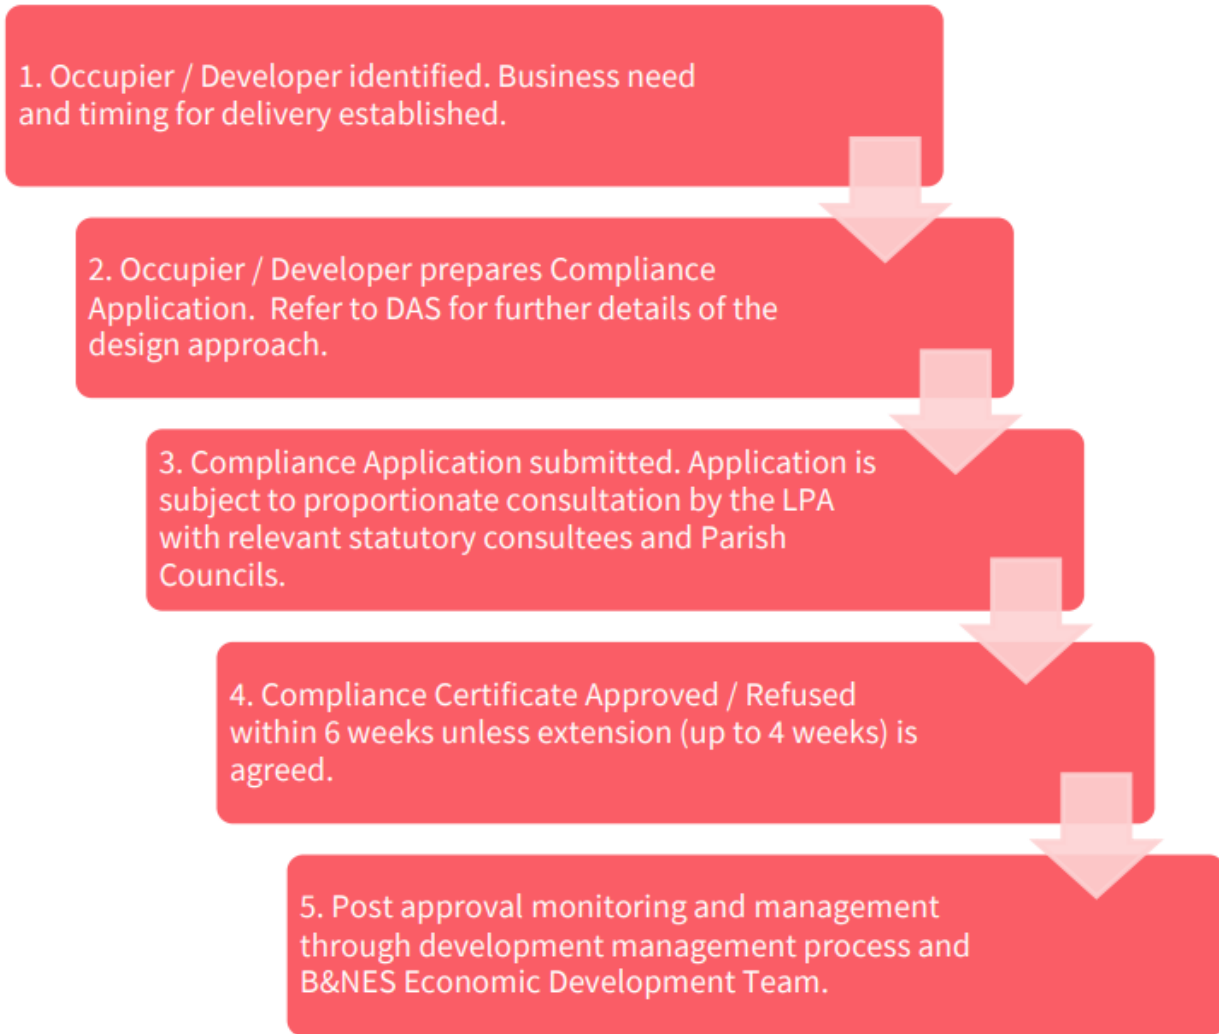 1. Occupier / Developer identified. Business need
and timing for delivery established.
2. Occupier / Developer prepares Compliance
Application.  Refer to DAS for further details of the
design approach.
3. Compliance Application submitted. Application is
subject to proportionate consultation by the LPA
with relevant statutory consultees and Parish
Councils.
4. Compliance Certificate Approved / Refused
within 6 weeks unless extension (up to 4 weeks) is
agreed.
5. Post approval monitoring and management
through development management process and
B&NES Economic Development Team.